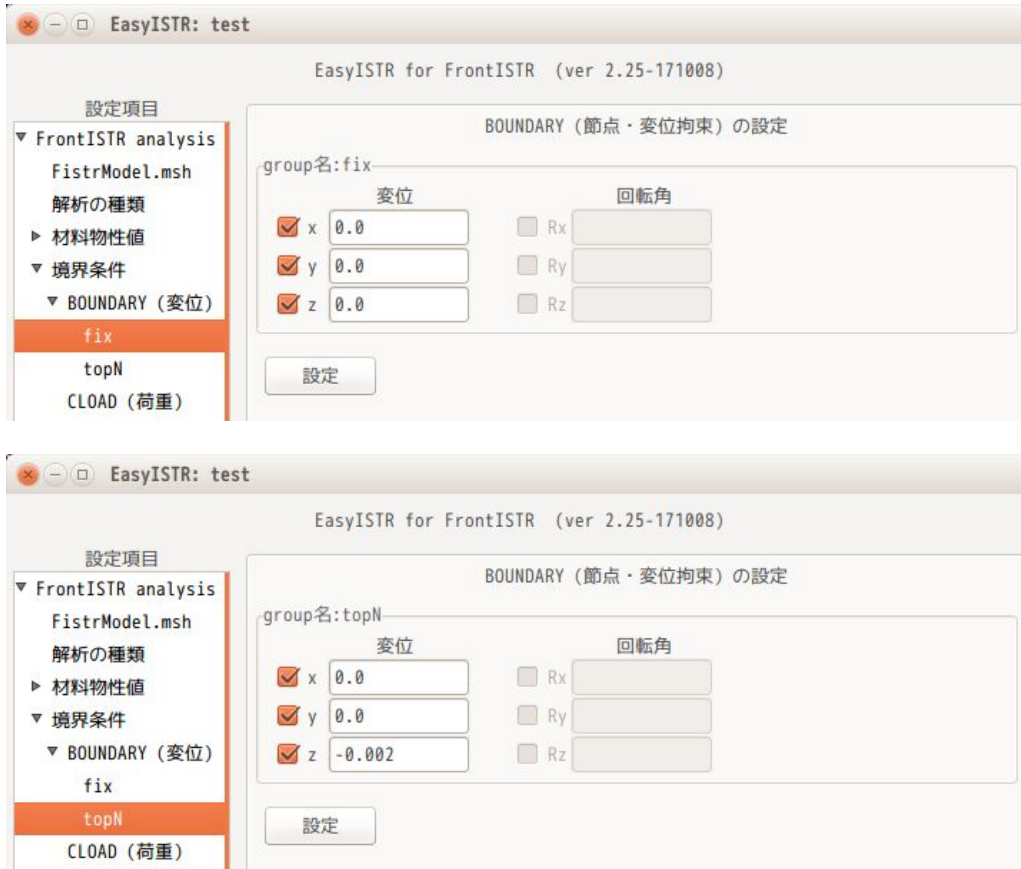 EasyISTR: test
EasyISTR for FrontISTR (ver 2.25-171008)
設定項目
FrontISTR analysis
FistrModel.msh
解析の種類
材料物性値
境界条件
BOUNDARY (変位)
fix
topN
CLOAD (荷重)
BOUNDARY (節点・変位拘束) の設定
group名:fix
変位 回転角
x 0.0 Rx
y 0.0 Ry
z 0.0 Rz
設定
EasyISTR: test
EasyISTR for FrontISTR (ver 2.25-171008)
設定項目
FrontISTR analysis
FistrModel.msh
解析の種類
材料物性値
境界条件
BOUNDARY (変位)
fix
topN
CLOAD (荷重)
BOUNDARY (節点・変位拘束) の設定
group名:topN
変位 回転角
x 0.0 Rx
y 0.0 Ry
z -0.002 Rz
設定